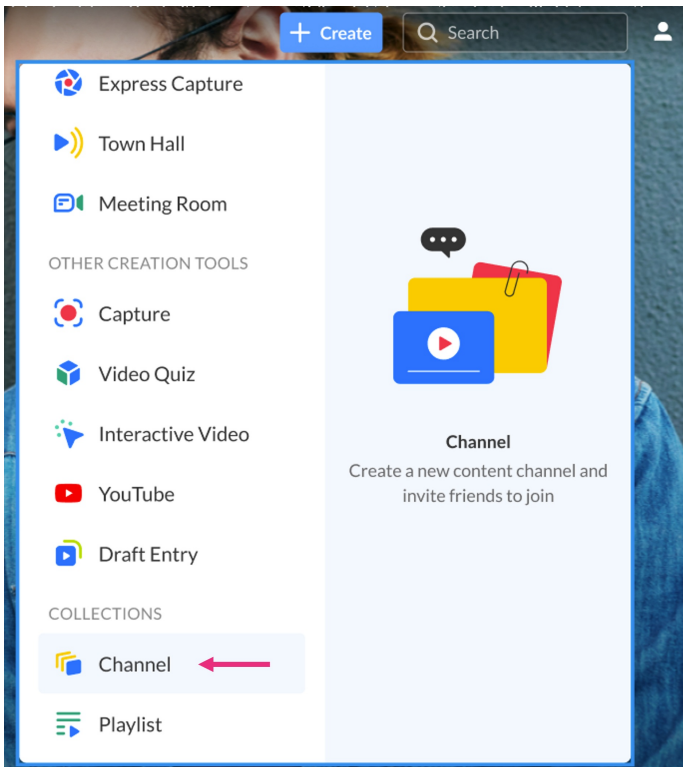 Create
Search
Express Capture
Town Hall
Meeting Room
OTHER CREATION TOOLS
Capture
Video Quiz
Interactive Video
YouTube
Draft Entry
COLLECTIONS
Channel
Playlist
Channel
Create a new content channel and
invite friends to join